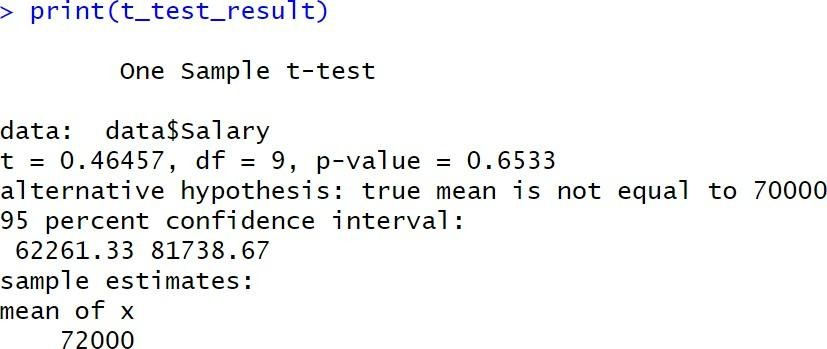 > print(t_test_result)
One Sample t-test
data:  data$Salary
t = 0.46457, df = 9, p-value = 0.6533
alternative hypothesis: true mean is not equal to 70000
95 percent confidence interval:
62261.33 81738.67
sample estimates:
mean of x
72000